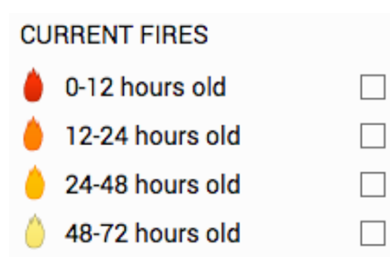 CURRENT FIRES
0-12 hours old
12-24 hours old
24-48 hours old
48-72 hours old